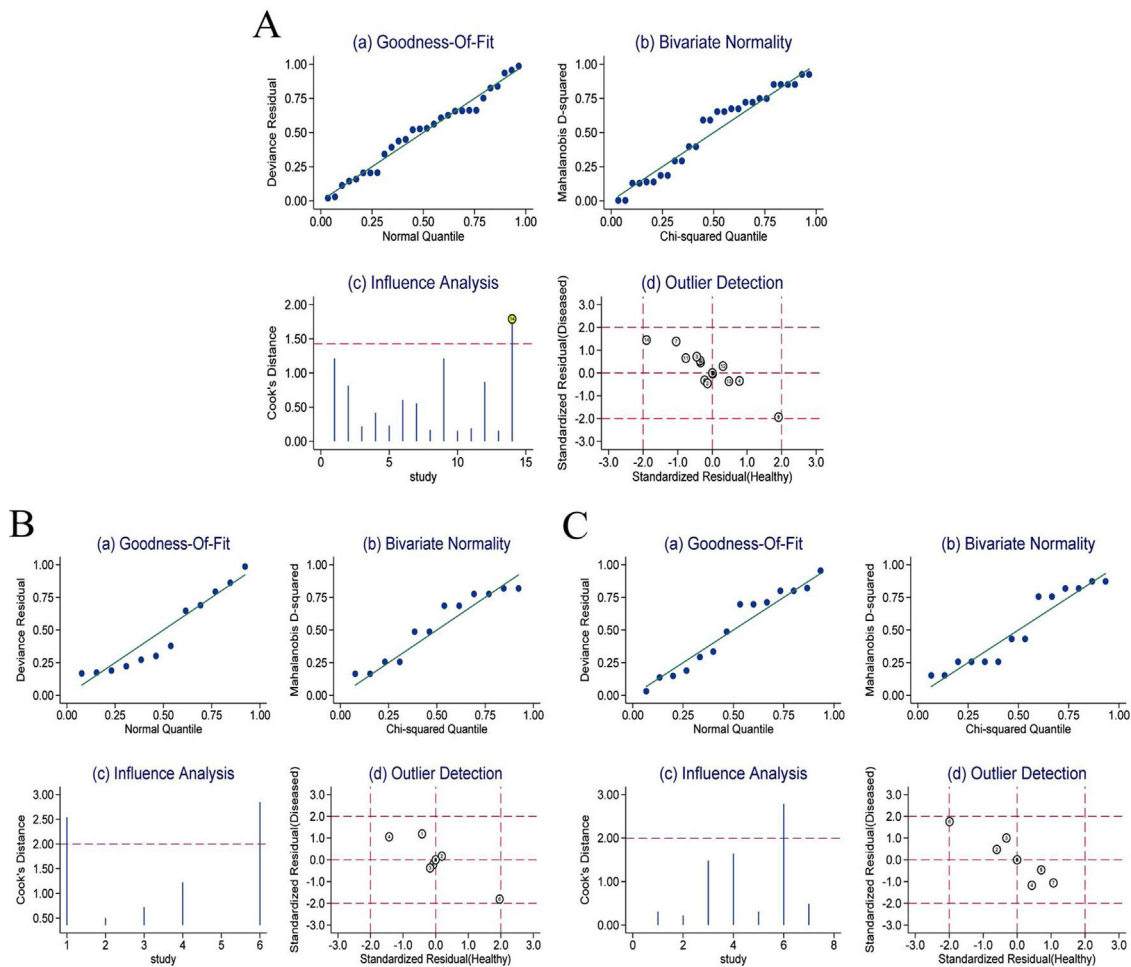 A
(a) Goodness-Of-Fit
Deviance Residual
1.00
0.75
0.50
0.25
0.00
0.00 0.25 0.50 0.75 1.00
Normal Quantile
(b) Bivariate Normality
Mahalanobis D-squared
1.00
0.75
0.50
0.25
0.00
0.00 0.25 0.50 0.75 1.00
Chi-squared Quantile
(c) Influence Analysis
Cook's Distance
2.00
1.50
1.00
0.50
0.00
14
0 5 10 15
study
(d) Outlier Detection
Standardized Residual(Diseased)
3.0
2.0
1.0
0.0
-1.0
-2.0
-3.0
-3.0 -2.0 -1.0 0.0 1.0 2.0 3.0
Standardized Residual(Healthy)
B
(a) Goodness-Of-Fit
Deviance Residual
1.00
0.75
0.50
0.25
0.00
0.00 0.25 0.50 0.75 1.00
Normal Quantile
(b) Bivariate Normality
Mahalanobis D-squared
1.00
0.75
0.50
0.25
0.00
0.00 0.25 0.50 0.75 1.00
Chi-squared Quantile
(c) Influence Analysis
Cook's Distance
3.00
2.50
2.00
1.50
1.00
0.50
1 2 3 4 6
study
(d) Outlier Detection
Standardized Residual(Diseased)
3.0
2.0
1.0
0.0
-1.0
-2.0
-3.0
-3.0 -2.0 -1.0 0.0 1.0 2.0 3.0
Standardized Residual(Healthy)
C
(a) Goodness-Of-Fit
Deviance Residual
1.00
0.75
0.50
0.25
0.00
0.00 0.25 0.50 0.75 1.00
Normal Quantile
(b) Bivariate Normality
Mahalanobis D-squared
1.00
0.75
0.50
0.25
0.00
0.00 0.25 0.50 0.75 1.00
Chi-squared Quantile
(c) Influence Analysis
Cook's Distance
3.00
2.00
1.00
0.00
0 2 4 6 8
study
(d) Outlier Detection
Standardized Residual(Diseased)
3.0
2.0
1.0
0.0
-1.0
-2.0
-3.0
-3.0 -2.0 -1.0 0.0 1.0 2.0 3.0
Standardized Residual(Healthy)